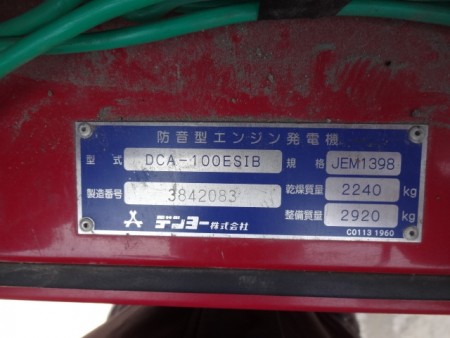 防音型エンジン発電機
型式 DCA-100ESIB 規格 JEM1398
製造番号 3842083 乾燥質量 2240 kg
デンヨー株式会社 整備質量 2920 kg
C0113 1960